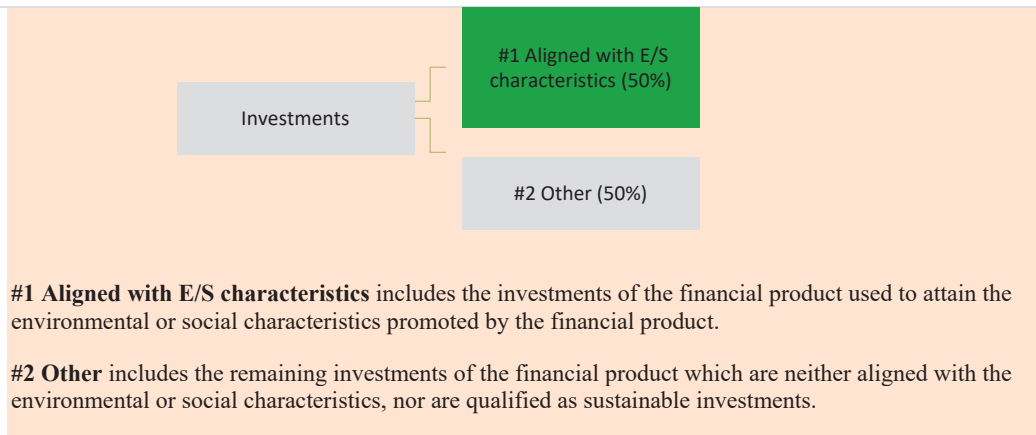 #1 Aligned with E/S
characteristics (50%)
Investments
#2 Other (50%)
#1 Aligned with E/S characteristics includes the investments of the financial product used to attain the
environmental or social characteristics promoted by the financial product.
#2 Other includes the remaining investments of the financial product which are neither aligned with the
environmental or social characteristics, nor are qualified as sustainable investments.